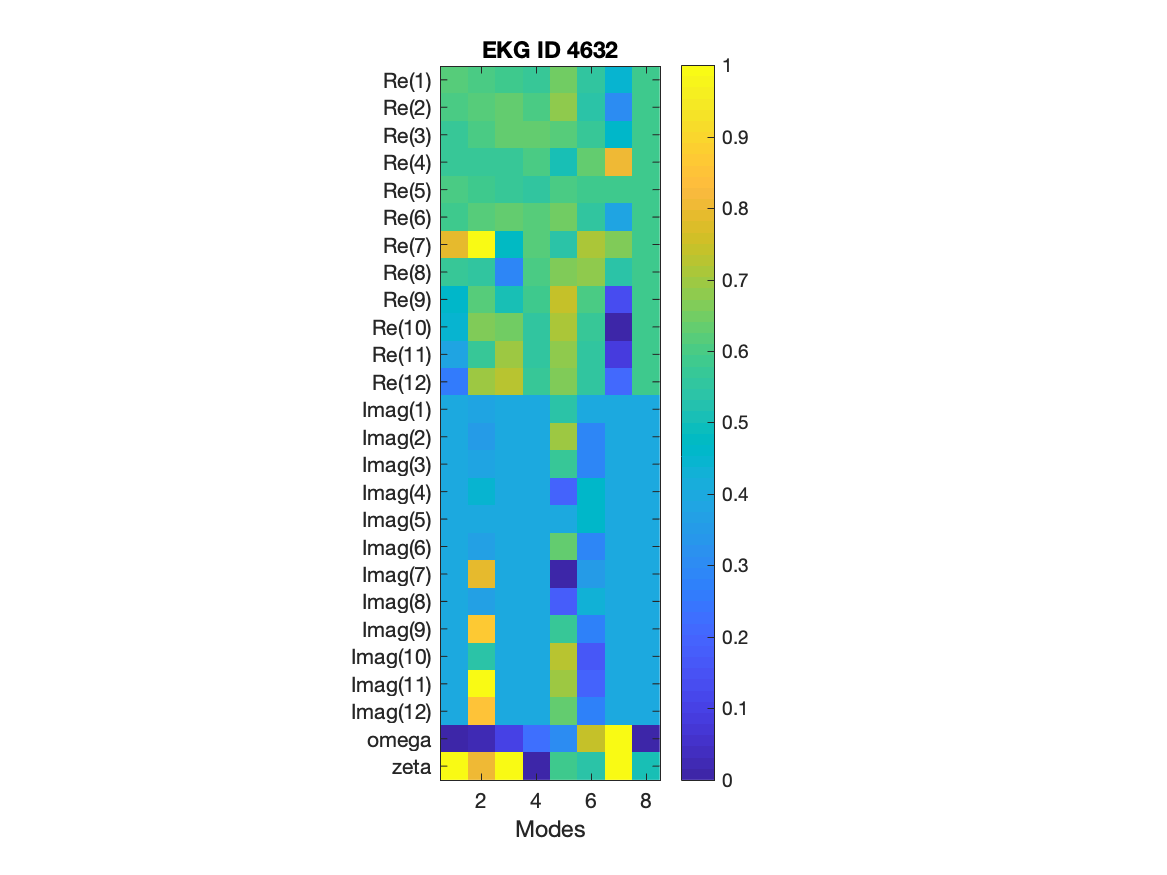 EKG ID 4632
Re(1)
Re(2)
Re(3)
Re(4)
Re(5)
Re(6)
Re(7)
Re(8)
Re(9)
Re(10)
Re(11)
Re(12)
Imag(1)
Imag(2)
Imag(3)
Imag(4)
Imag(5)
Imag(6)
Imag(7)
Imag(8)
Imag(9)
Imag(10)
Imag(11)
Imag(12)
omega
zeta
2 4 6 8
Modes
1
0.9
0.8
0.7
0.6
0.5
0.4
0.3
0.2
0.1
0